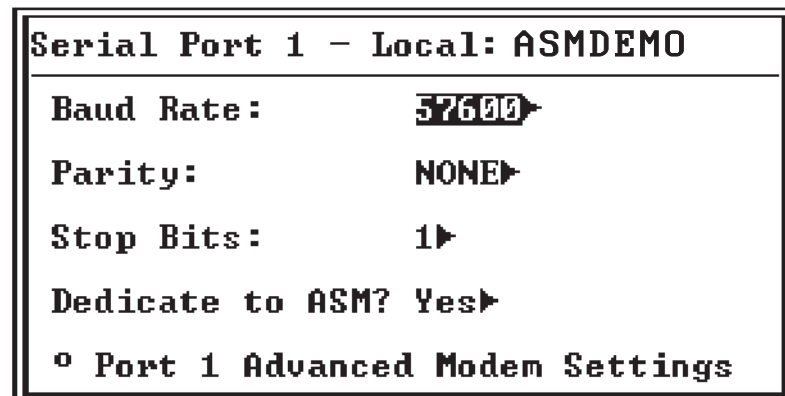 Serial Port 1 – Local: ASMDEMO
Baud Rate: 57600►
Parity: NONE►
Stop Bits: 1►
Dedicate to ASM? Yes►
º Port 1 Advanced Modem Settings